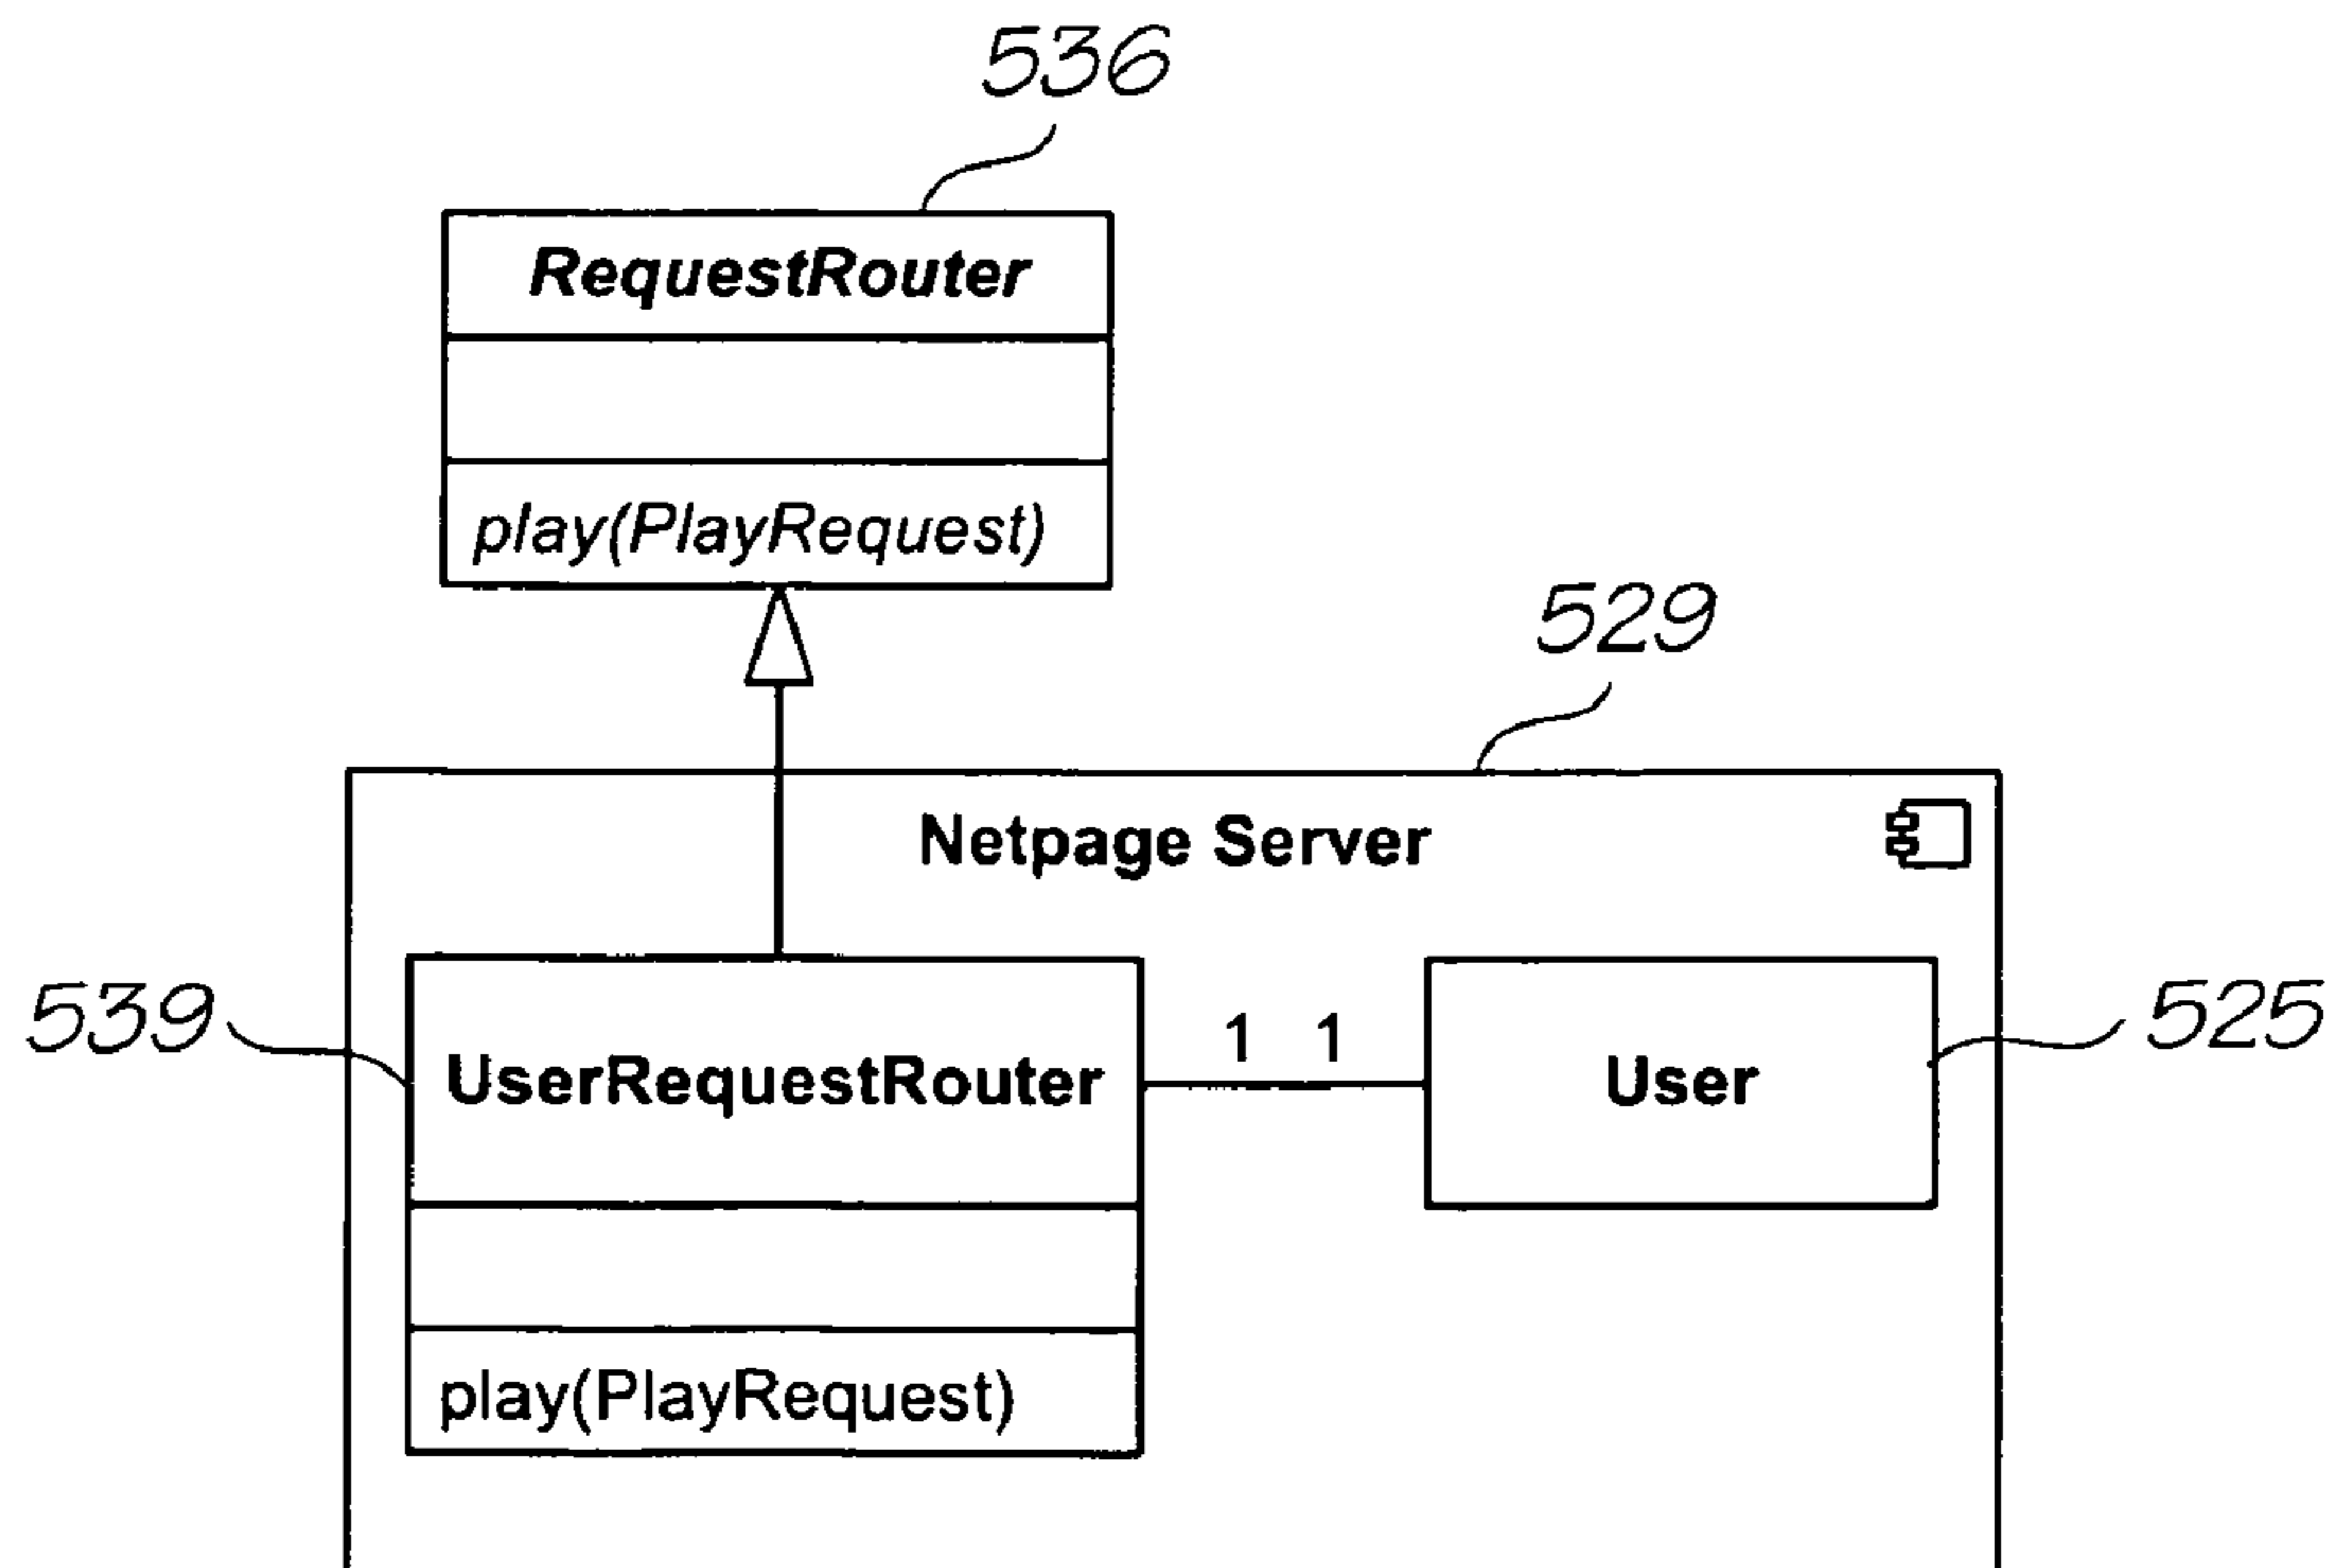 536
RequestRouter
play(PlayRequest)
529
Netpage Server
539
UserRequestRouter
1 1
User
525
play(PlayRequest)